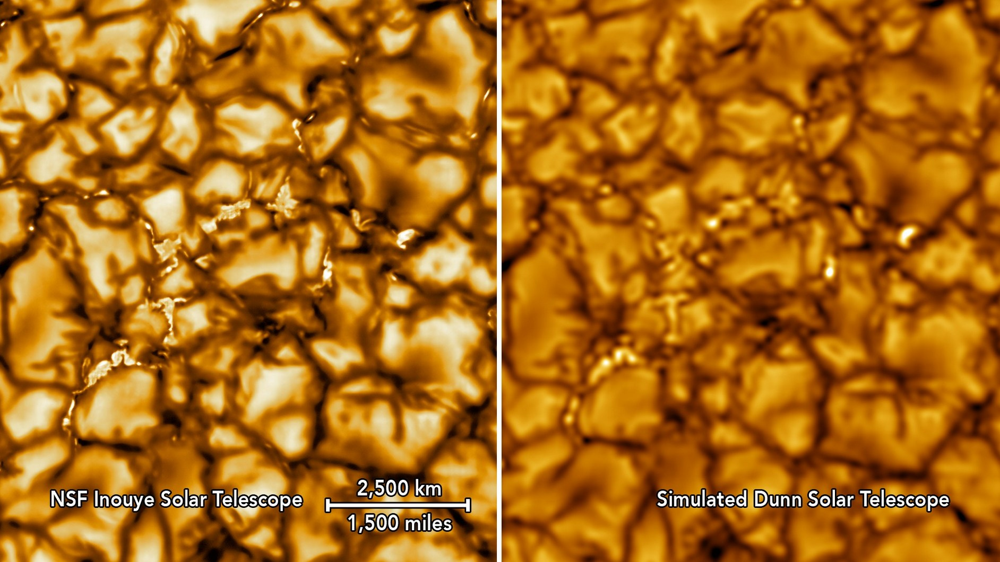 NSF Inouye Solar Telescope
2,500 km
1,500 miles
Simulated Dunn Solar Telescope